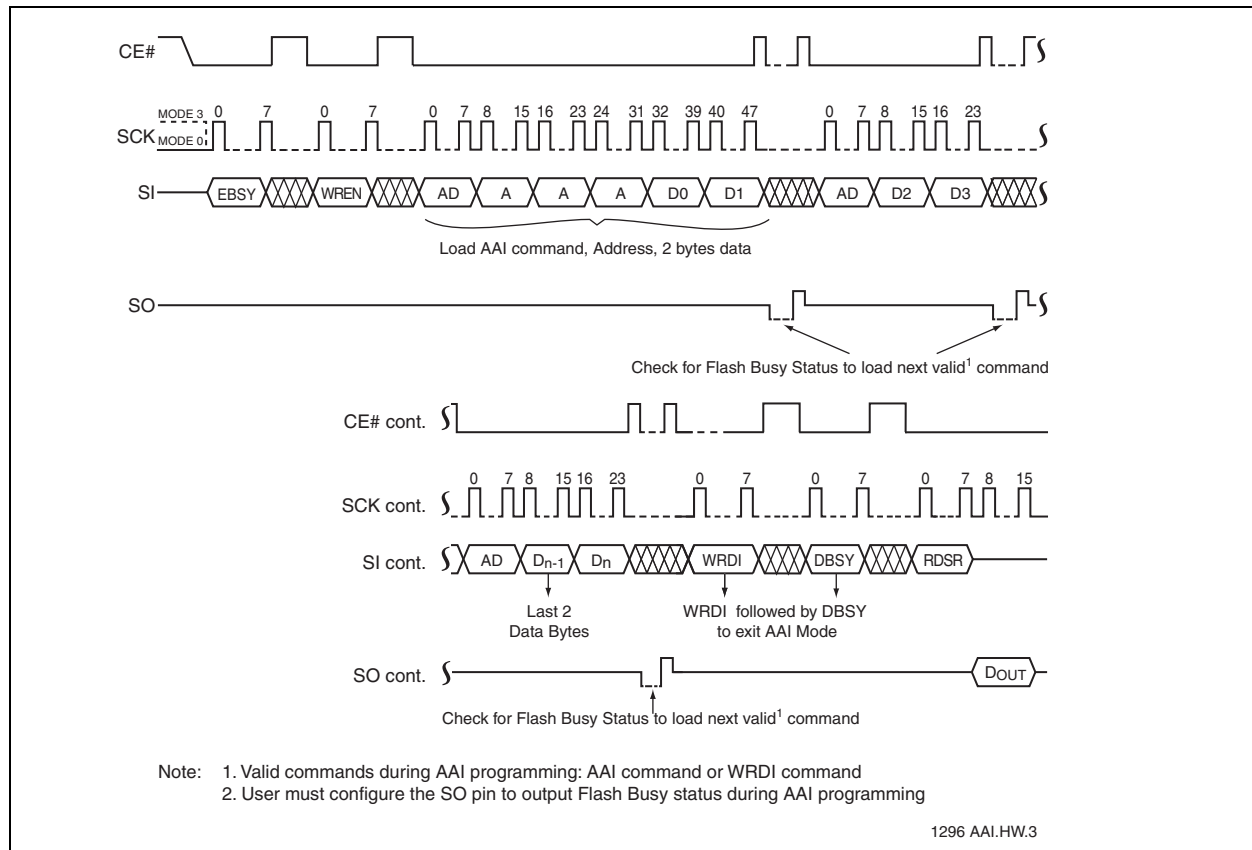 CE#
MODE 3
MODE 0
SCK
0 7 0 7 0 7 8 15 16 23 24 31 32 39 40 47 0 7 8 15 16 23
SI
EBSY WREN AD A A A D0 D1 AD D2 D3
Load AAI command, Address, 2 bytes data
SO
Check for Flash Busy Status to load next valid1 command
CE# cont.
0 7 8 15 16 23 0 7 0 7 0 7 8 15
SCK cont.
SI cont.
AD Dn-1 Dn WRDI DBSY RDSR
Last 2
Data Bytes
WRDI followed by DBSY
to exit AAI Mode
SO cont.
DOUT
Check for Flash Busy Status to load next valid1 command
Note: 1. Valid commands during AAI programming: AAI command or WRDI command
2. User must configure the SO pin to output Flash Busy status during AAI programming
1296 AAI.HW.3